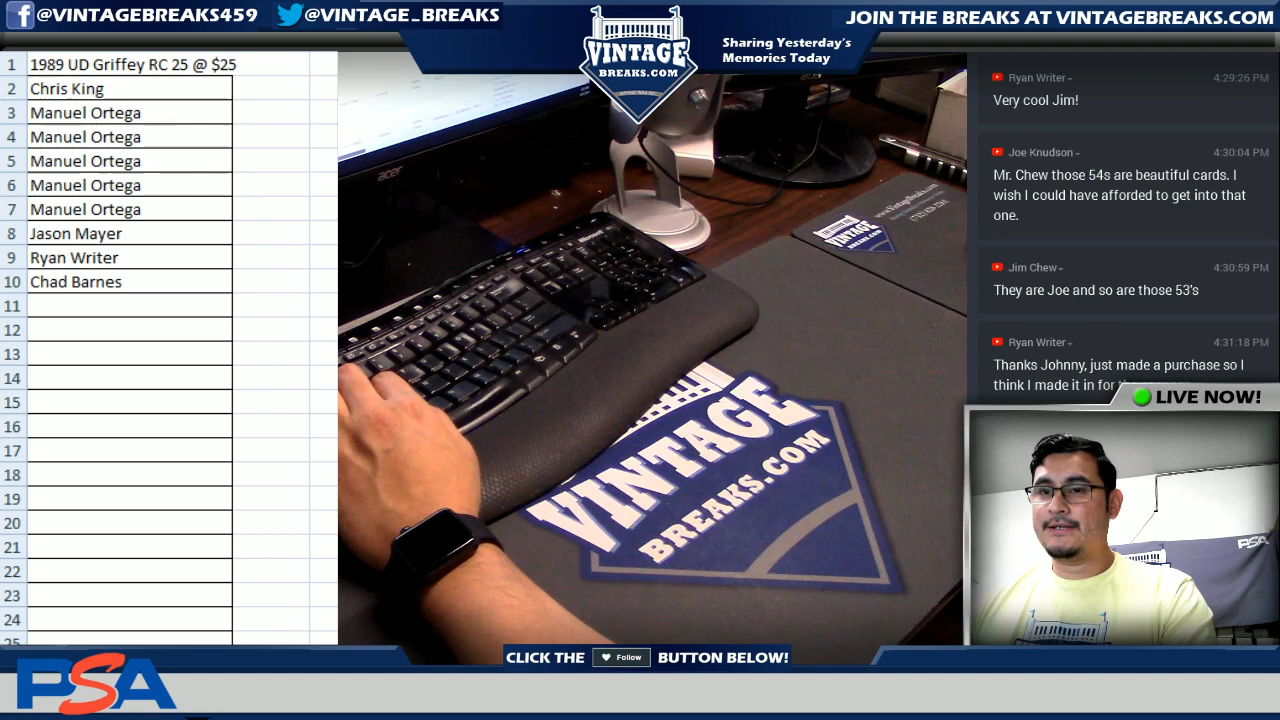 @VINTAGEBREAKS459
@VINTAGE_BREAKS
VINTAGE
BREAKS.COM
Sharing Yesterday's
Memories Today
JOIN THE BREAKS AT VINTAGEBREAKS.COM
1 1989 UD Griffey RC 25 @ $25
2 Chris King
3 Manuel Ortega
4 Manuel Ortega
5 Manuel Ortega
6 Manuel Ortega
7 Manuel Ortega
8 Jason Mayer
9 Ryan Writer
10 Chad Barnes
11
12
13
14
15
16
17
18
19
20
21
22
23
24
25
acer
Microsoft
VINTAGE
BREAKS.COM
VINTAGE
BREAKS.COM
Ryan Writer 4:29:26 PM
Very cool Jim!
Joe Knudson 4:30:04 PM
Mr. Chew those 54s are beautiful cards. I
wish I could have afforded to get into that
one.
Jim Chew 4:30:59 PM
They are Joe and so are those 53's
Ryan Writer 4:31:18 PM
Thanks Johnny, just made a purchase so I
think I made it in for
LIVE NOW!
PSA
CLICK THE Follow BUTTON BELOW!
PSA